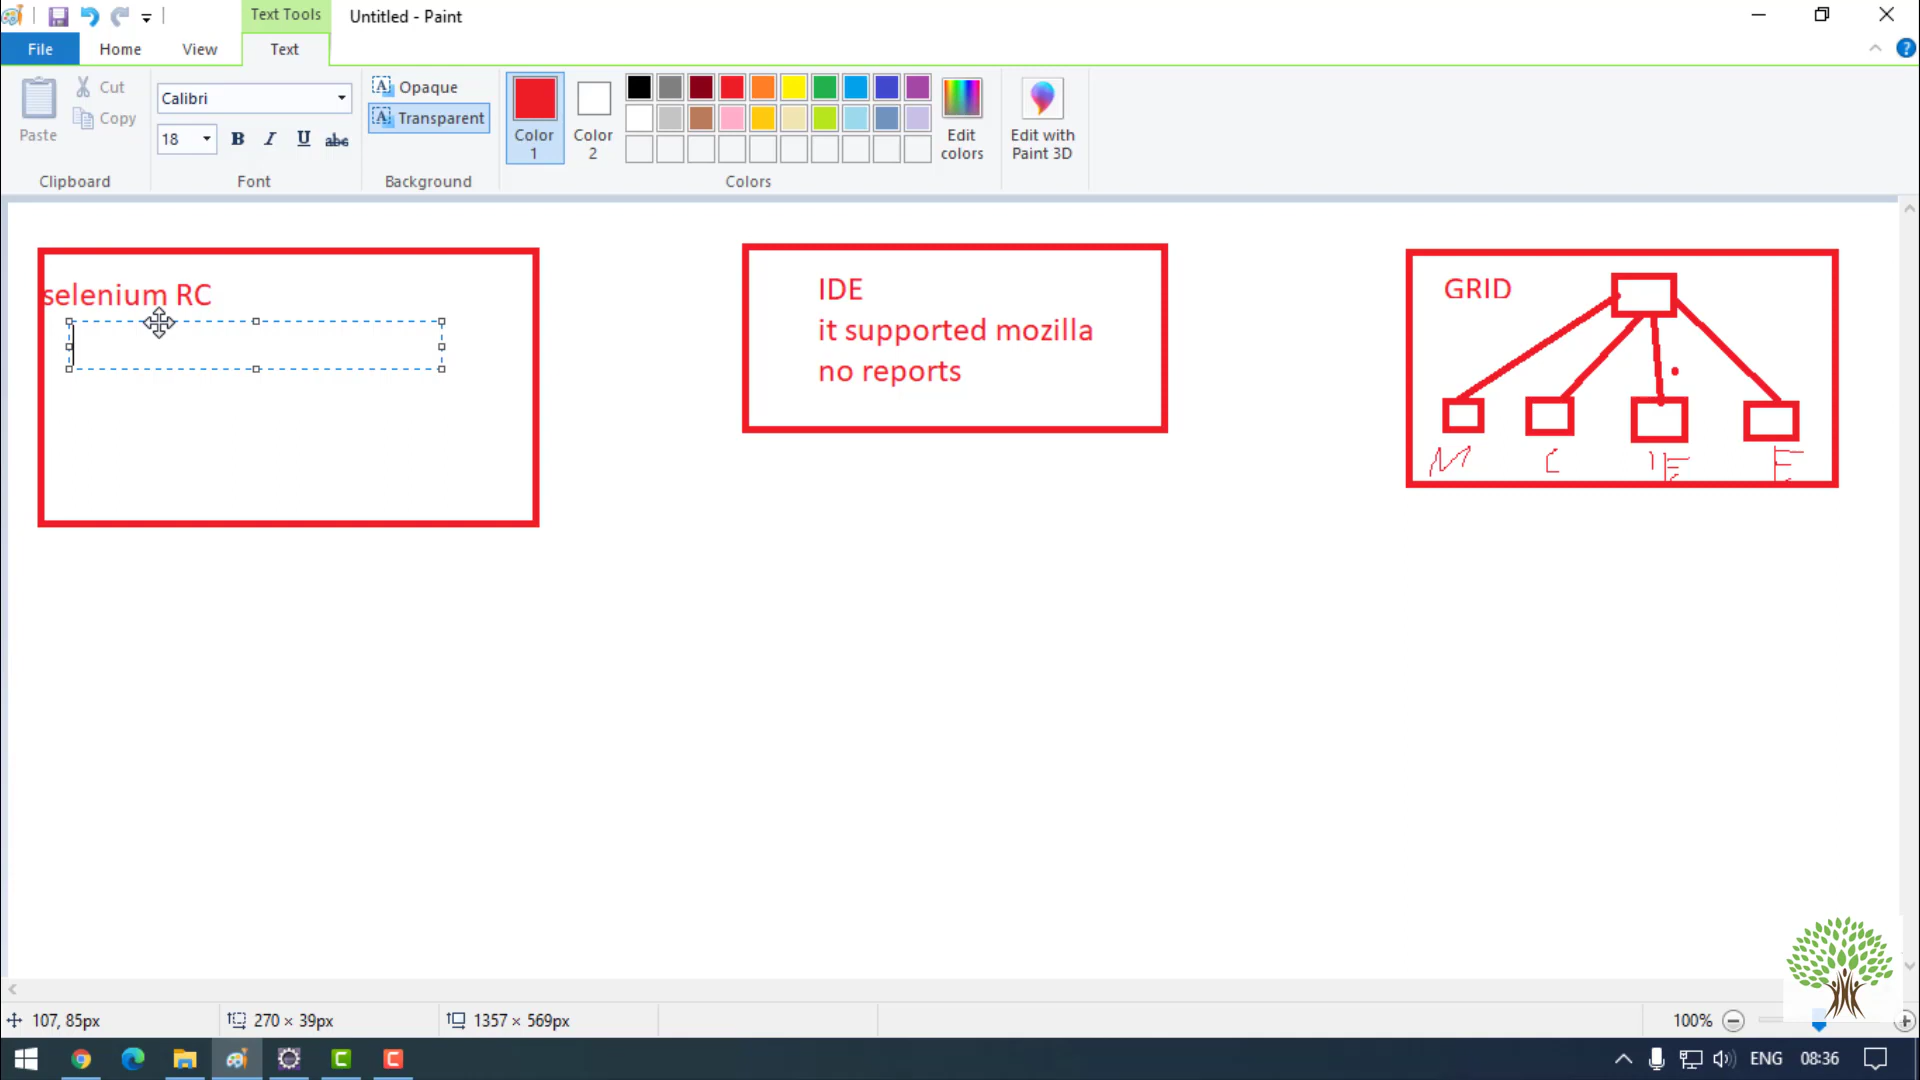 Text Tools
Untitled - Paint
File
Home
View
Text
Paste
Cut
Copy
Clipboard
Calibri
18
B I U abc
Font
Opaque
Transparent
Background
Color 1
Color 2
Edit colors
Colors
Edit with Paint 3D
selenium RC
IDE
it supported mozilla
no reports
GRID
M C IE E
107, 85px
270 × 39px
1357 × 569px
100%
ENG
08:36